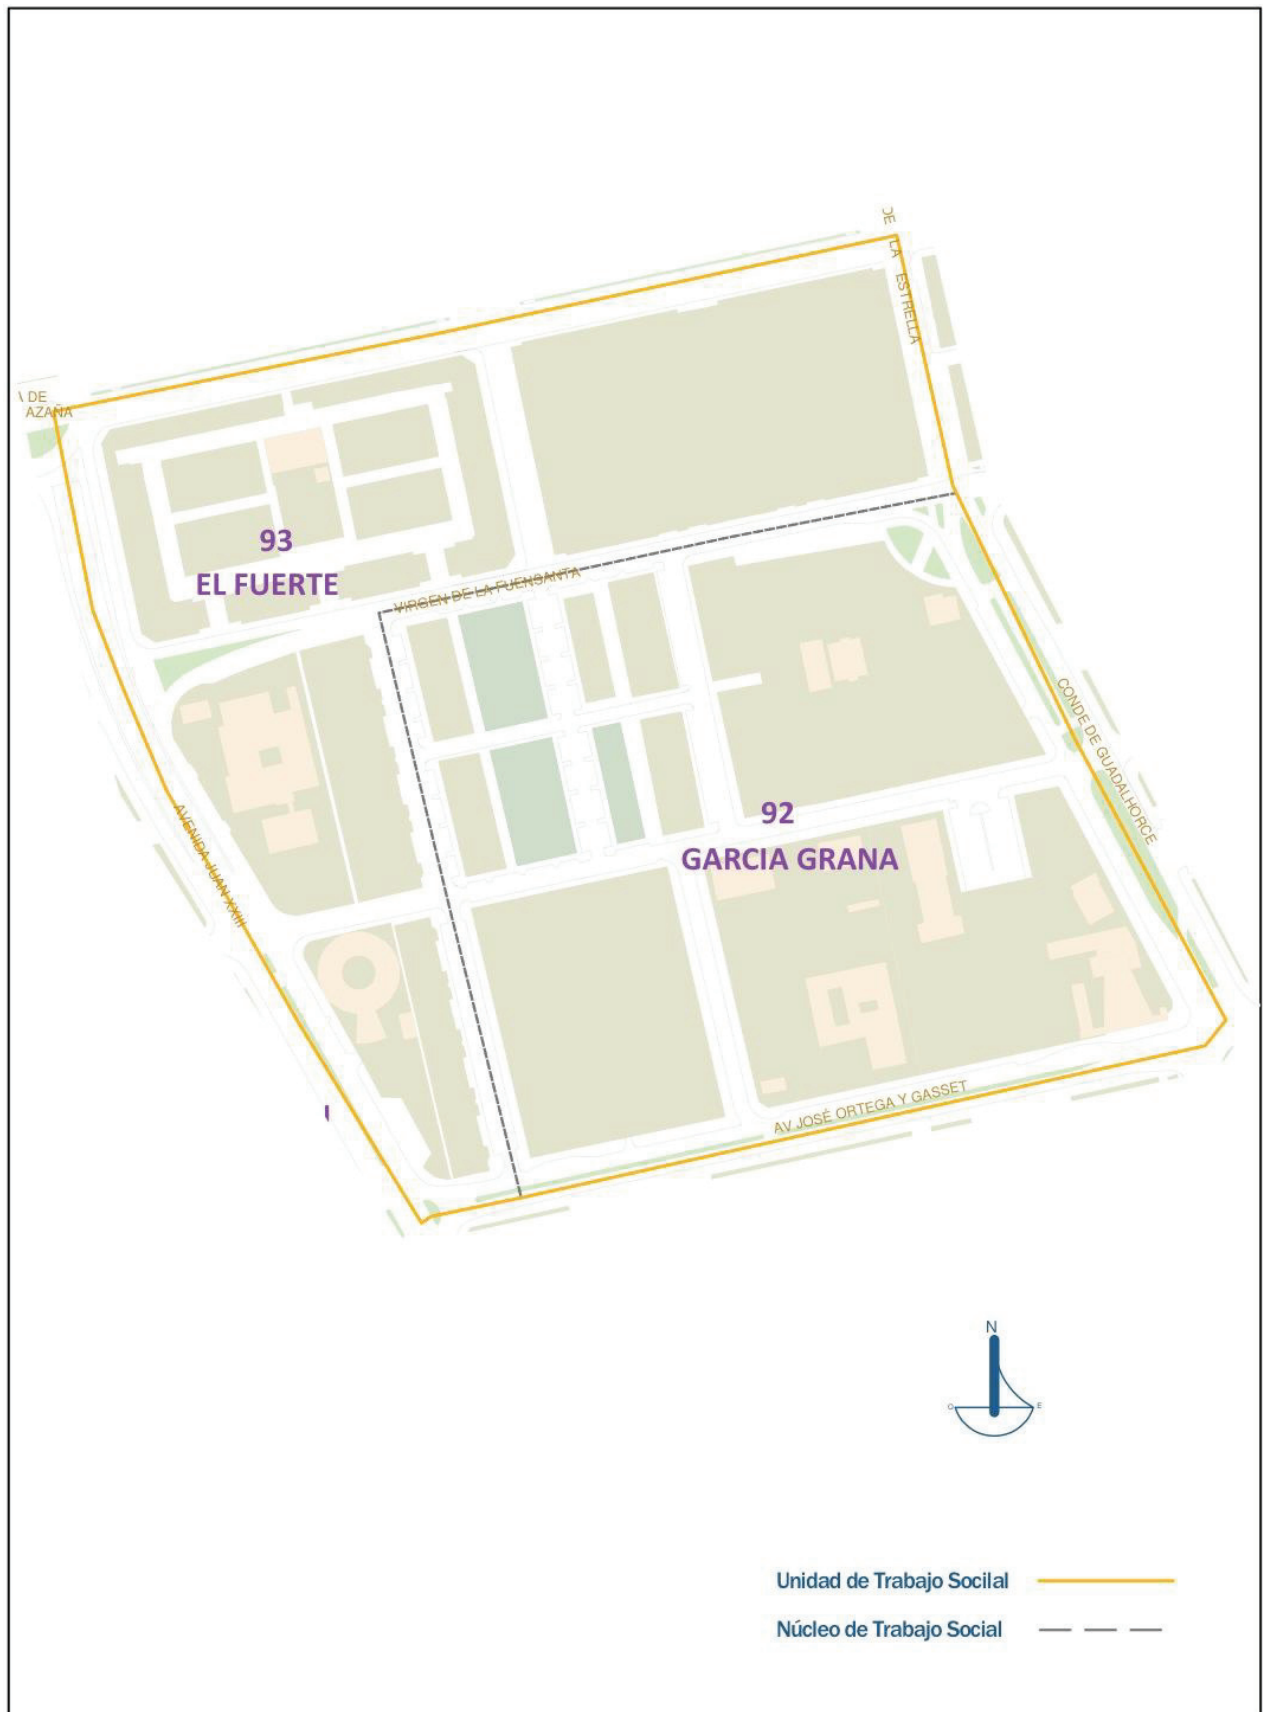 DE LA ESTRELLA
A DE
AZAÑA
93
EL FUERTE
VIRGEN DE LA FUENSANTA
CONDE DE GUADALHORCE
AVENIDA JUAN XXIII
92
GARCIA GRANA
AV JOSÉ ORTEGA Y GASSET
N
O
E
Unidad de Trabajo Socilal
Núcleo de Trabajo Social